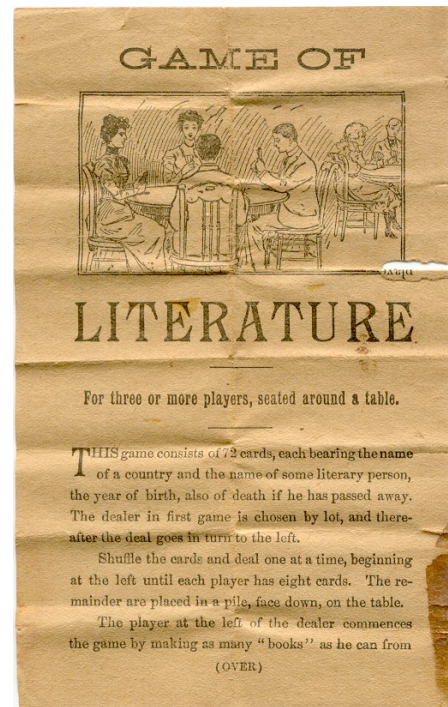 GAME OF
LITERATURE
For three or more players, seated around a table.
THIS game consists of 72 cards, each bearing the name
of a country and the name of some literary person,
the year of birth, also of death if he has passed away.
The dealer in first game is chosen by lot, and there-
after the deal goes in turn to the left.
Shuffle the cards and deal one at a time, beginning
at the left until each player has eight cards. The re-
mainder are placed in a pile, face down, on the table.
The player at the left of the dealer commences
the game by making as many "books" as he can from
(OVER)